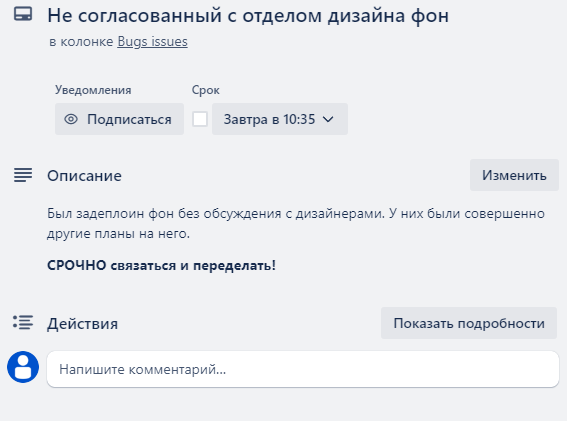 Не согласованный с отделом дизайна фон
в колонке Bugs issues
Уведомления Срок
Подписаться Завтра в 10:35
Описание Изменить
Был задеплоин фон без обсуждения с дизайнерами. У них были совершенно
другие планы на него.
СРОЧНО связаться и переделать!
Действия Показать подробности
Напишите комментарий...